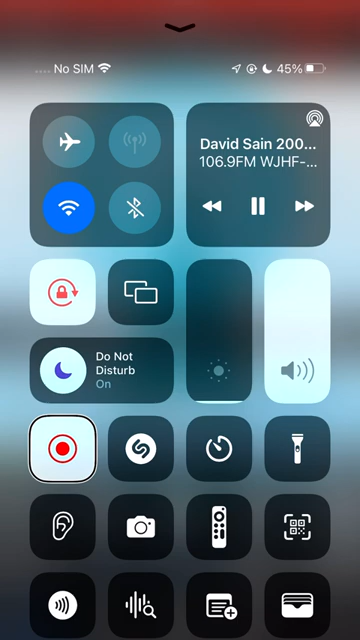 No SIM
45%
David Sain 200...
106.9FM WJHF-...
Do Not
Disturb
On